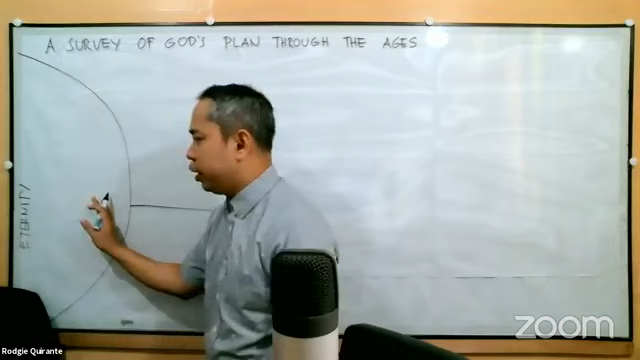 A SURVEY OF GOD'S PLAN THROUGH THE AGES
ETERNITY
Rodgie Quirante
zoom